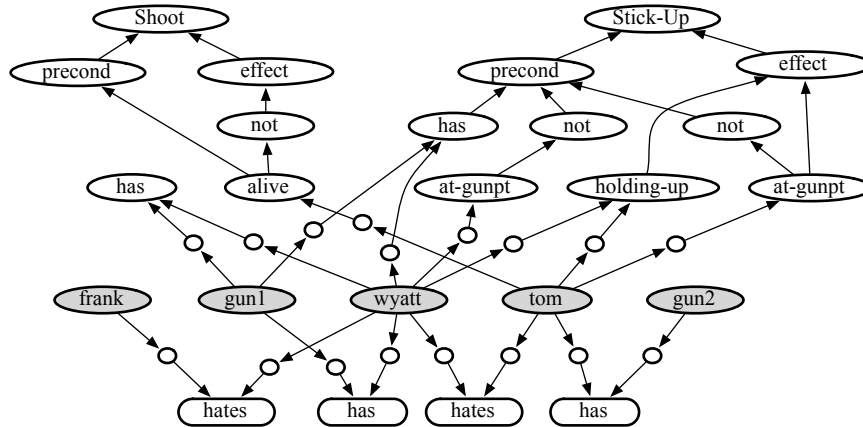 Shoot Stick-Up
precond effect precond effect
not has not not
has alive at-gunpt holding-up at-gunpt
frank gun1 wyatt tom gun2
hates has hates has